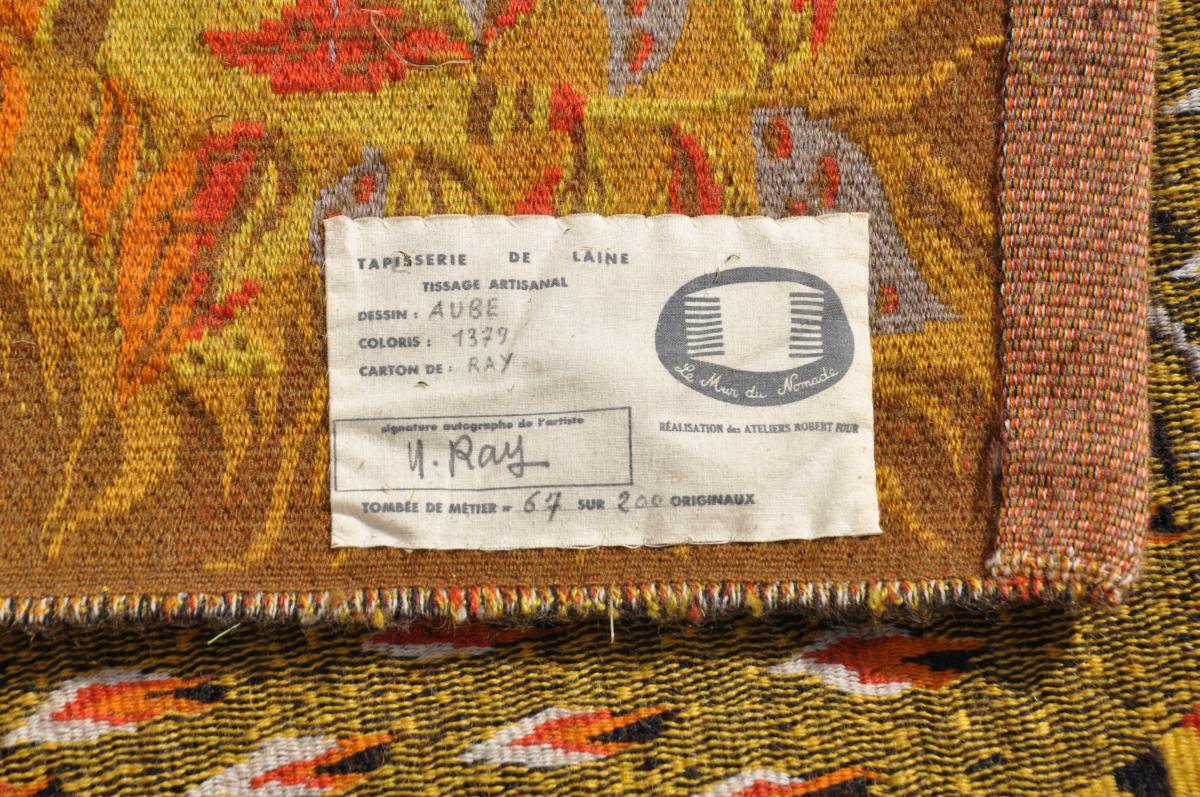 TAPISSERIE DE LAINE
TISSAGE ARTISANAL
DESSIN : AUBE
COLORIS : 1379
CARTON DE : RAY
signature autographe de l'artiste
Y. Ray
TOMBÉE DE MÉTIER n° 67 SUR 200 ORIGINAUX
Le Mur du Nomade
RÉALISATION des ATELIERS ROBERT FOUR